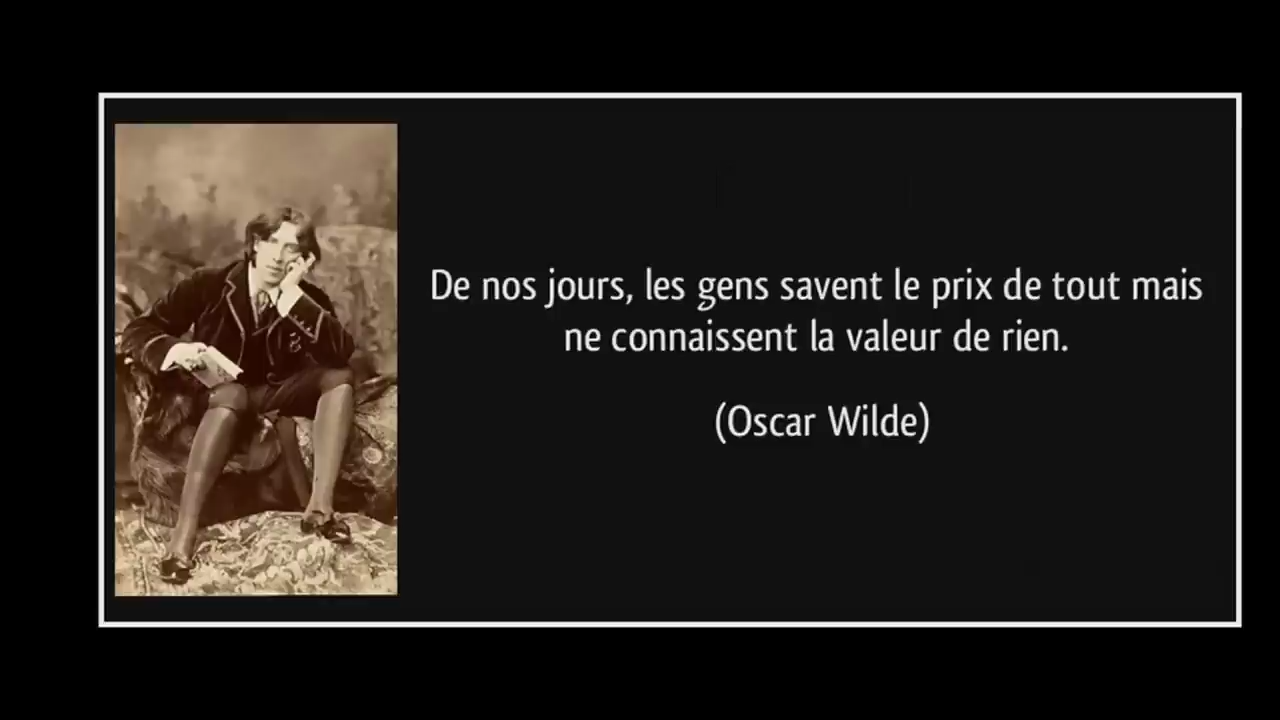 De nos jours, les gens savent le prix de tout mais
ne connaissent la valeur de rien.
(Oscar Wilde)